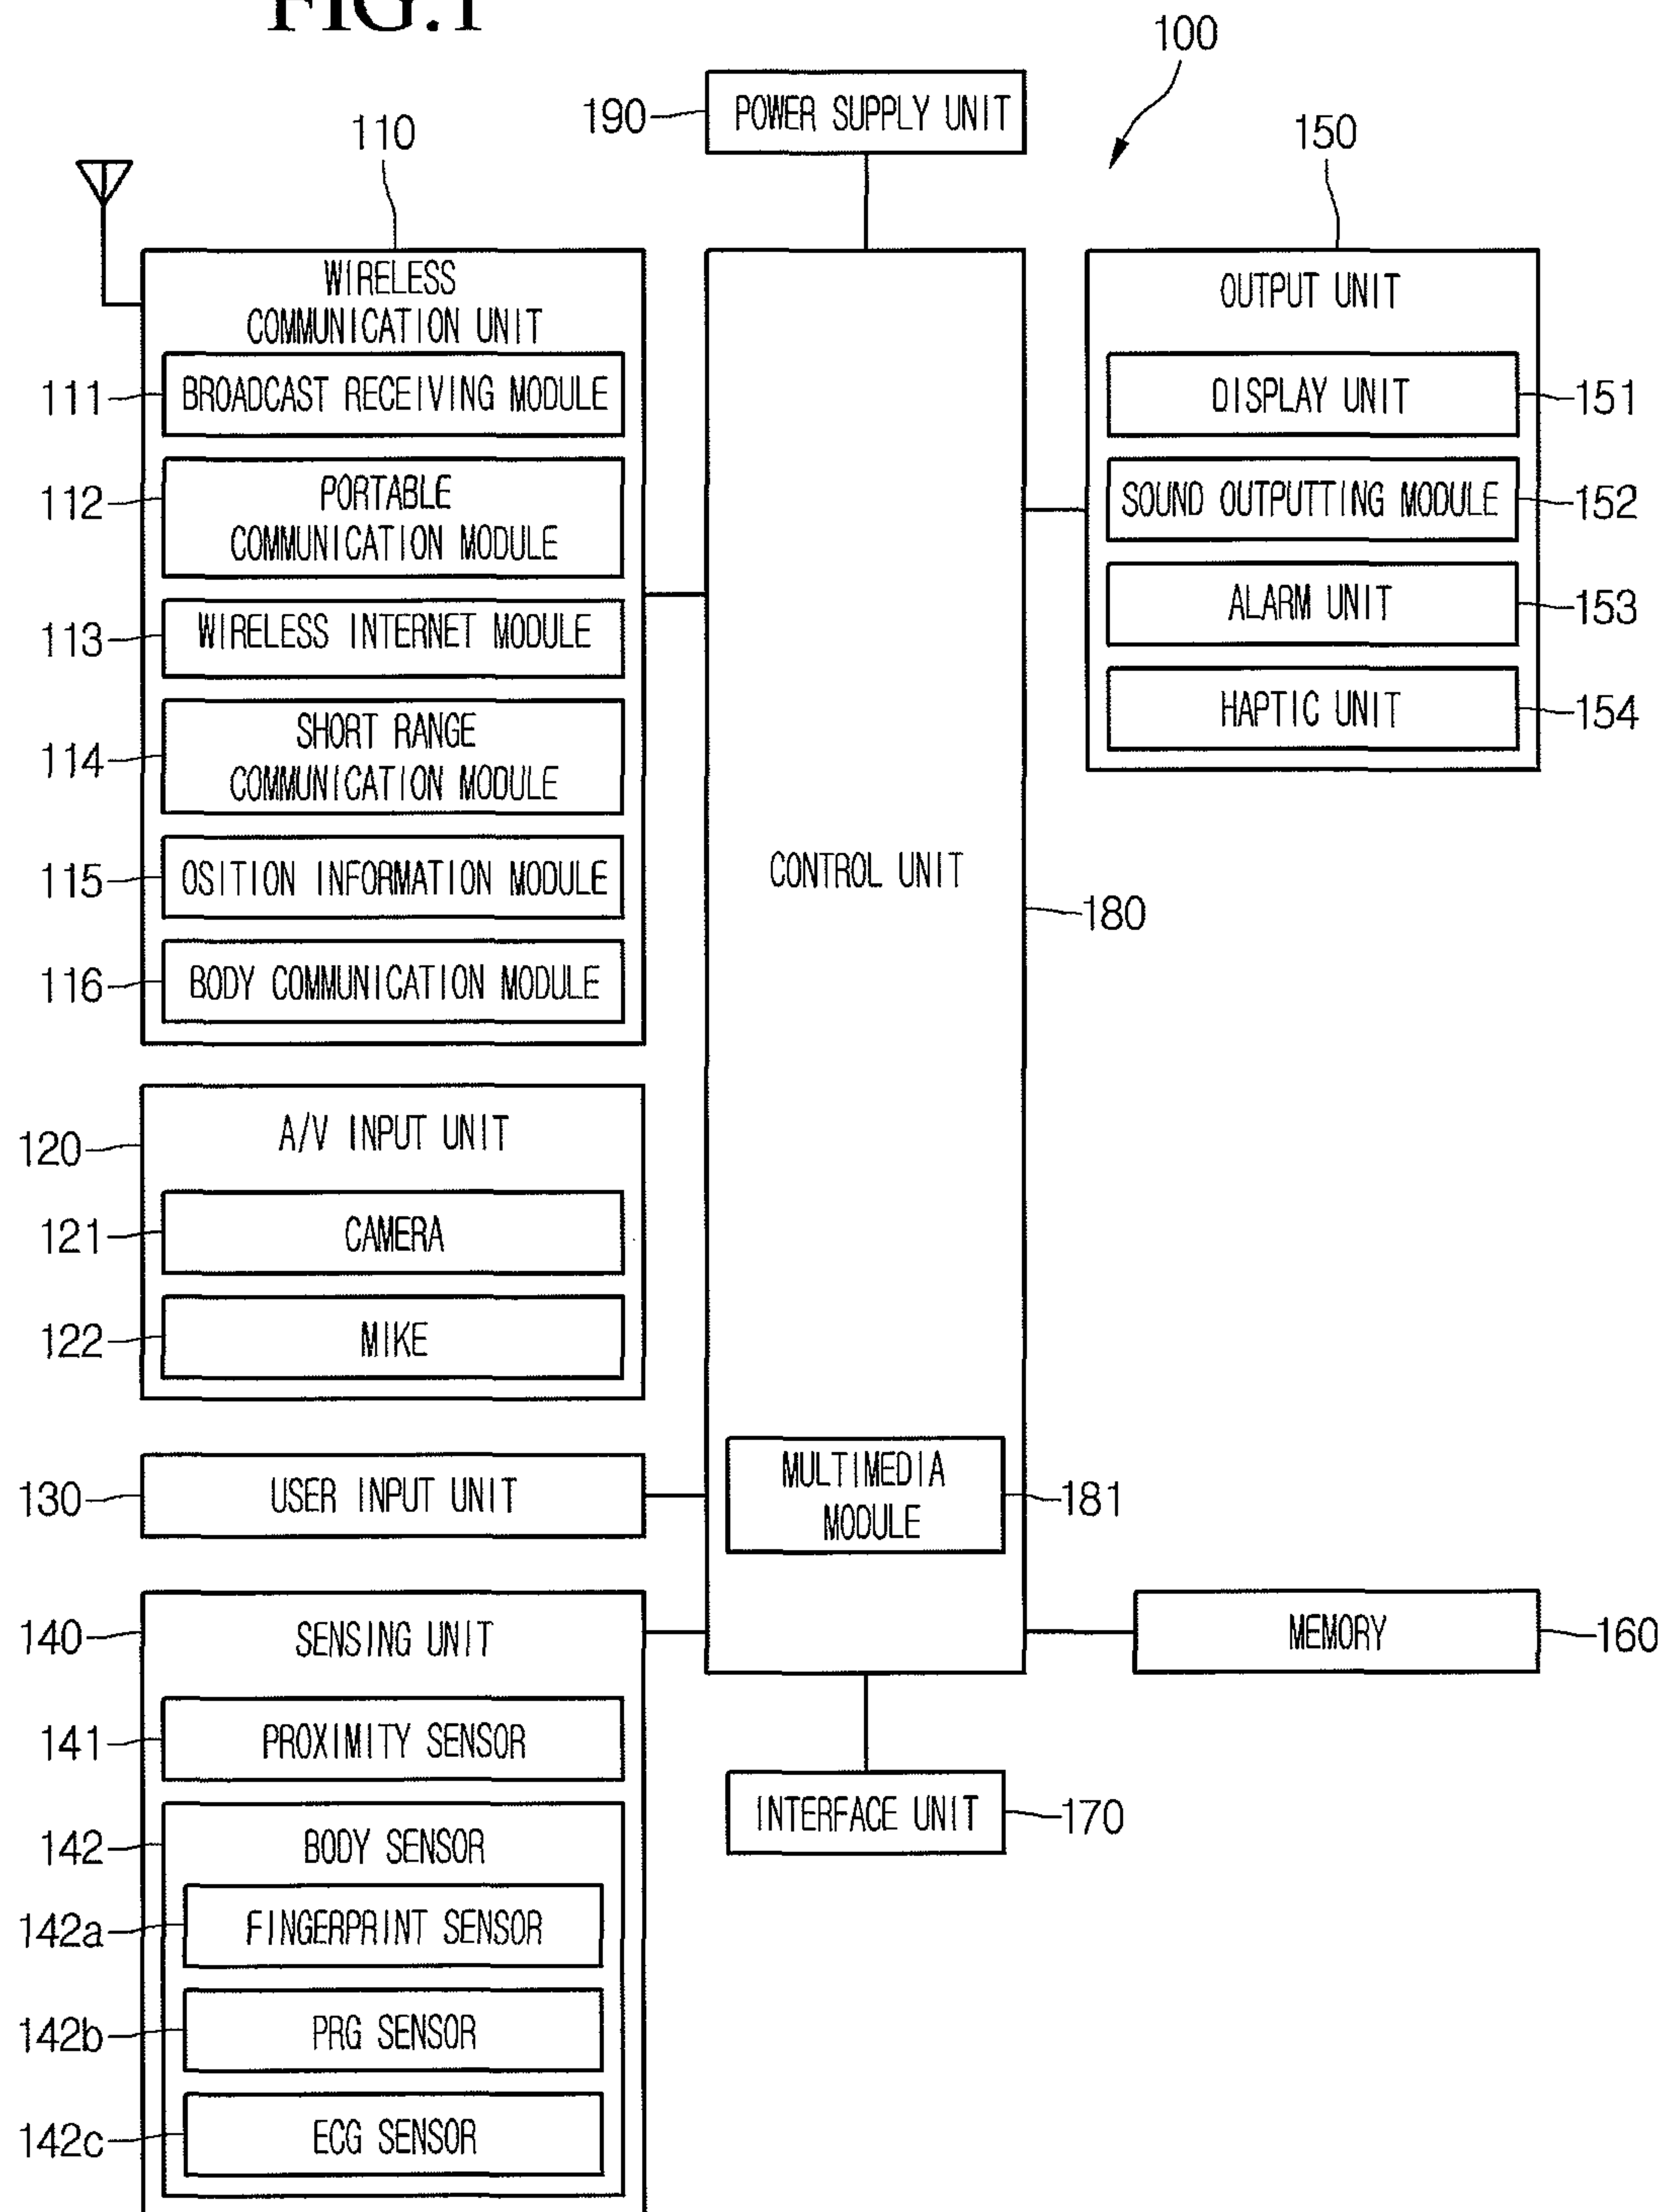 FIG.1
100
190
POWER SUPPLY UNIT
110
150
WIRELESS
COMMUNICATION UNIT
111
BROADCAST RECEIVING MODULE
112
PORTABLE
COMMUNICATION MODULE
113
WIRELESS INTERNET MODULE
114
SHORT RANGE
COMMUNICATION MODULE
115
OSITION INFORMATION MODULE
116
BODY COMMUNICATION MODULE
OUTPUT UNIT
DISPLAY UNIT
151
SOUND OUTPUTTING MODULE
152
ALARM UNIT
153
HAPTIC UNIT
154
CONTROL UNIT
180
120
A/V INPUT UNIT
121
CAMERA
122
MIKE
130
USER INPUT UNIT
MULTIMEDIA
MODULE
181
140
SENSING UNIT
MEMORY
160
141
PROXIMITY SENSOR
INTERFACE UNIT
170
142
BODY SENSOR
142a
FINGERPRINT SENSOR
142b
PRG SENSOR
142c
ECG SENSOR